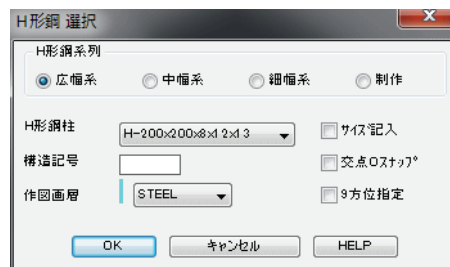 H形鋼 選択
H形鋼系列
広幅系 中幅系 細幅系 制作
H形鋼柱 H-200x200x8x12x13 サイズ記入
構造記号 交点Oスナップ
作図画層 STEEL 9方位指定
OK キャンセル HELP